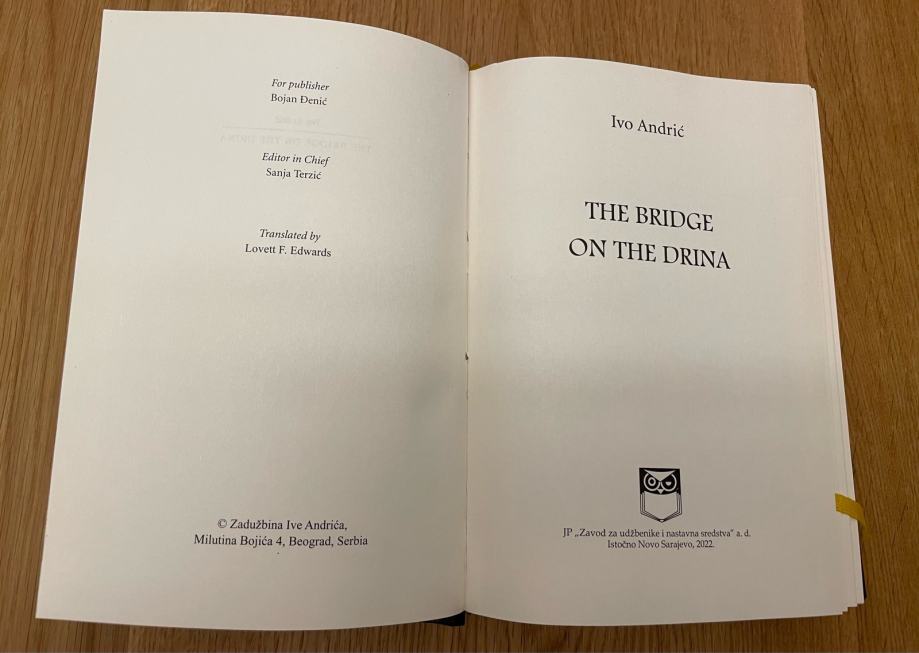 For publisher
Bojan Đenić
Editor in Chief
Sanja Terzić
Translated by
Lovett F. Edwards
© Zadužbina Ive Andrića,
Milutina Bojića 4, Beograd, Serbia
Ivo Andrić
THE BRIDGE
ON THE DRINA
JP „Zavod za udžbenike i nastavna sredstva" a. d.
Istočno Novo Sarajevo, 2022.